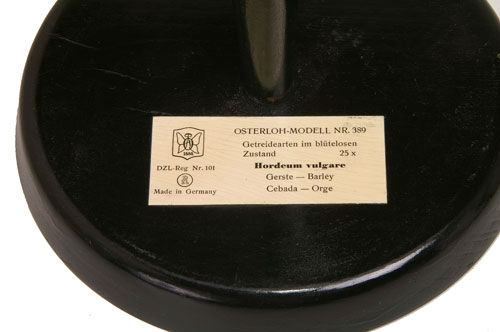 OSTERLOH-MODELL NR. 389
Getreidearten im blütelosen
Zustand 25 x
Hordeum vulgare
Gerste — Barley
Cebada — Orge
DZL-Reg Nr. 101
Made in Germany